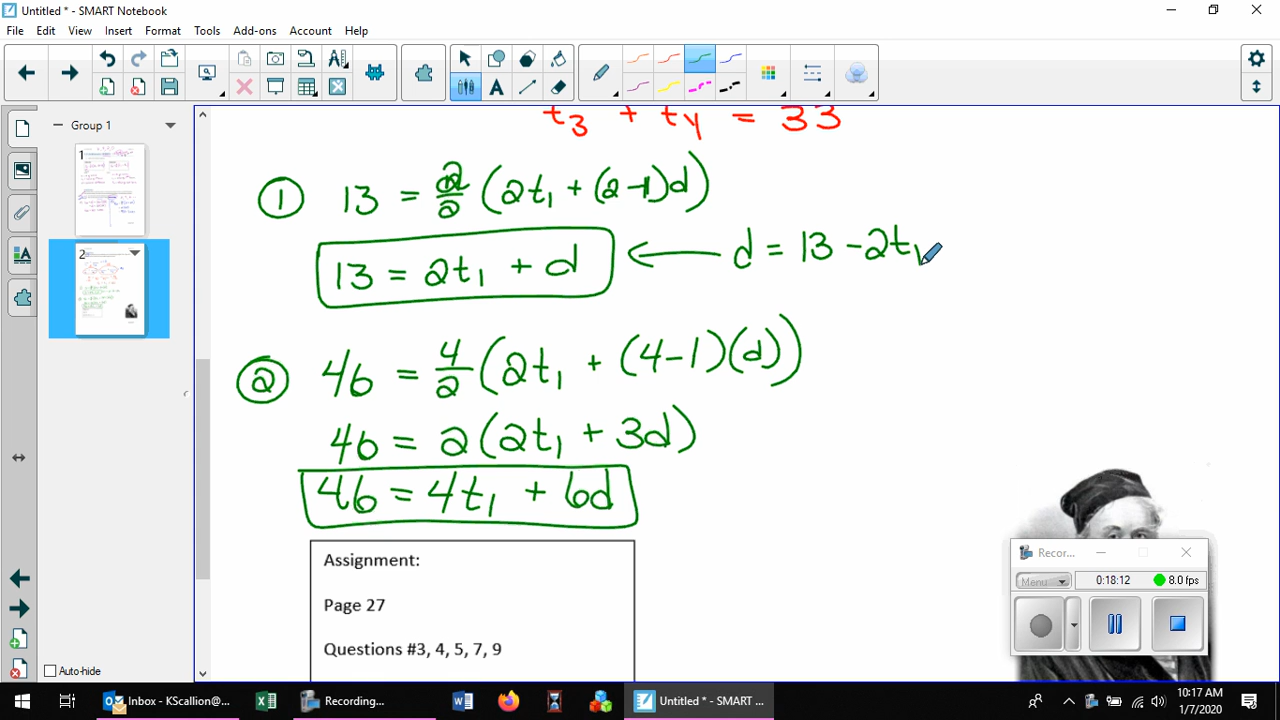 Untitled * - SMART Notebook
File Edit View Insert Format Tools Add-ons Account Help
Group 1
1
2
t₃ + t₄ = 33
① 13 = 2/2 (2t₁ + (2-1)d)
13 = 2t₁ + d ← d = 13 - 2t₁
② 46 = 4/2 (2t₁ + (4-1)(d))
46 = 2(2t₁ + 3d)
46 = 4t₁ + 6d
Assignment:
Page 27
Questions #3, 4, 5, 7, 9
Recor...
Menu 0:18:12 8.0 fps
Auto-hide
Inbox - KScallion@... Recording... Untitled * - SMART ... 10:17 AM
1/7/2020